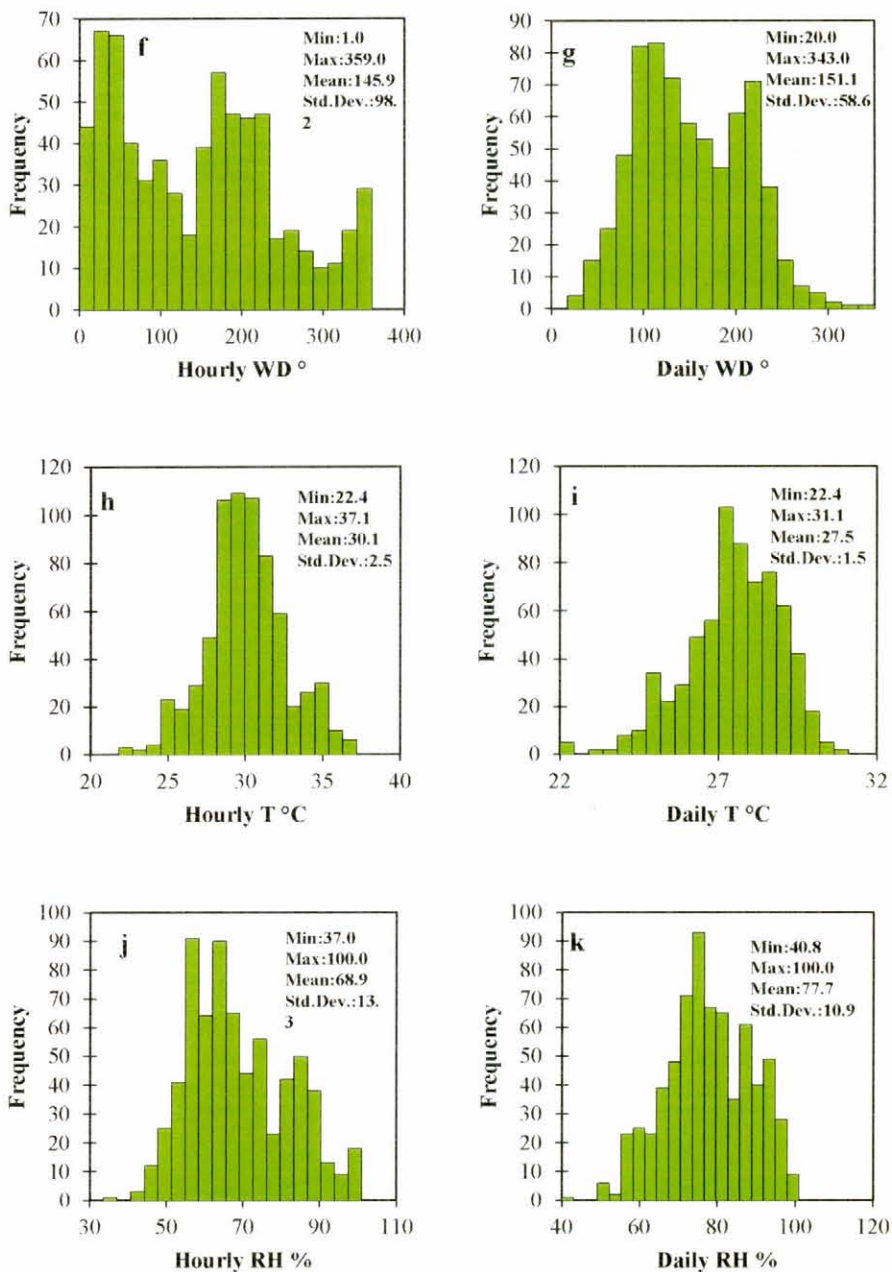 f
Min:1.0
Max:359.0
Mean:145.9
Std.Dev.:98.
2
70
60
50
40
30
20
10
0
Frequency
0 100 200 300 400
Hourly WD °
g
Min:20.0
Max:343.0
Mean:151.1
Std.Dev.:58.6
90
80
70
60
50
40
30
20
10
0
Frequency
0 100 200 300
Daily WD °
h
Min:22.4
Max:37.1
Mean:30.1
Std.Dev.:2.5
120
100
80
60
40
20
0
Frequency
20 25 30 35 40
Hourly T °C
i
Min:22.4
Max:31.1
Mean:27.5
Std.Dev.:1.5
120
100
80
60
40
20
0
Frequency
22 27 32
Daily T °C
j
Min:37.0
Max:100.0
Mean:68.9
Std.Dev.:13.
3
100
90
80
70
60
50
40
30
20
10
0
Frequency
30 50 70 90 110
Hourly RH %
k
Min:40.8
Max:100.0
Mean:77.7
Std.Dev.:10.9
100
90
80
70
60
50
40
30
20
10
0
Frequency
40 60 80 100 120
Daily RH %